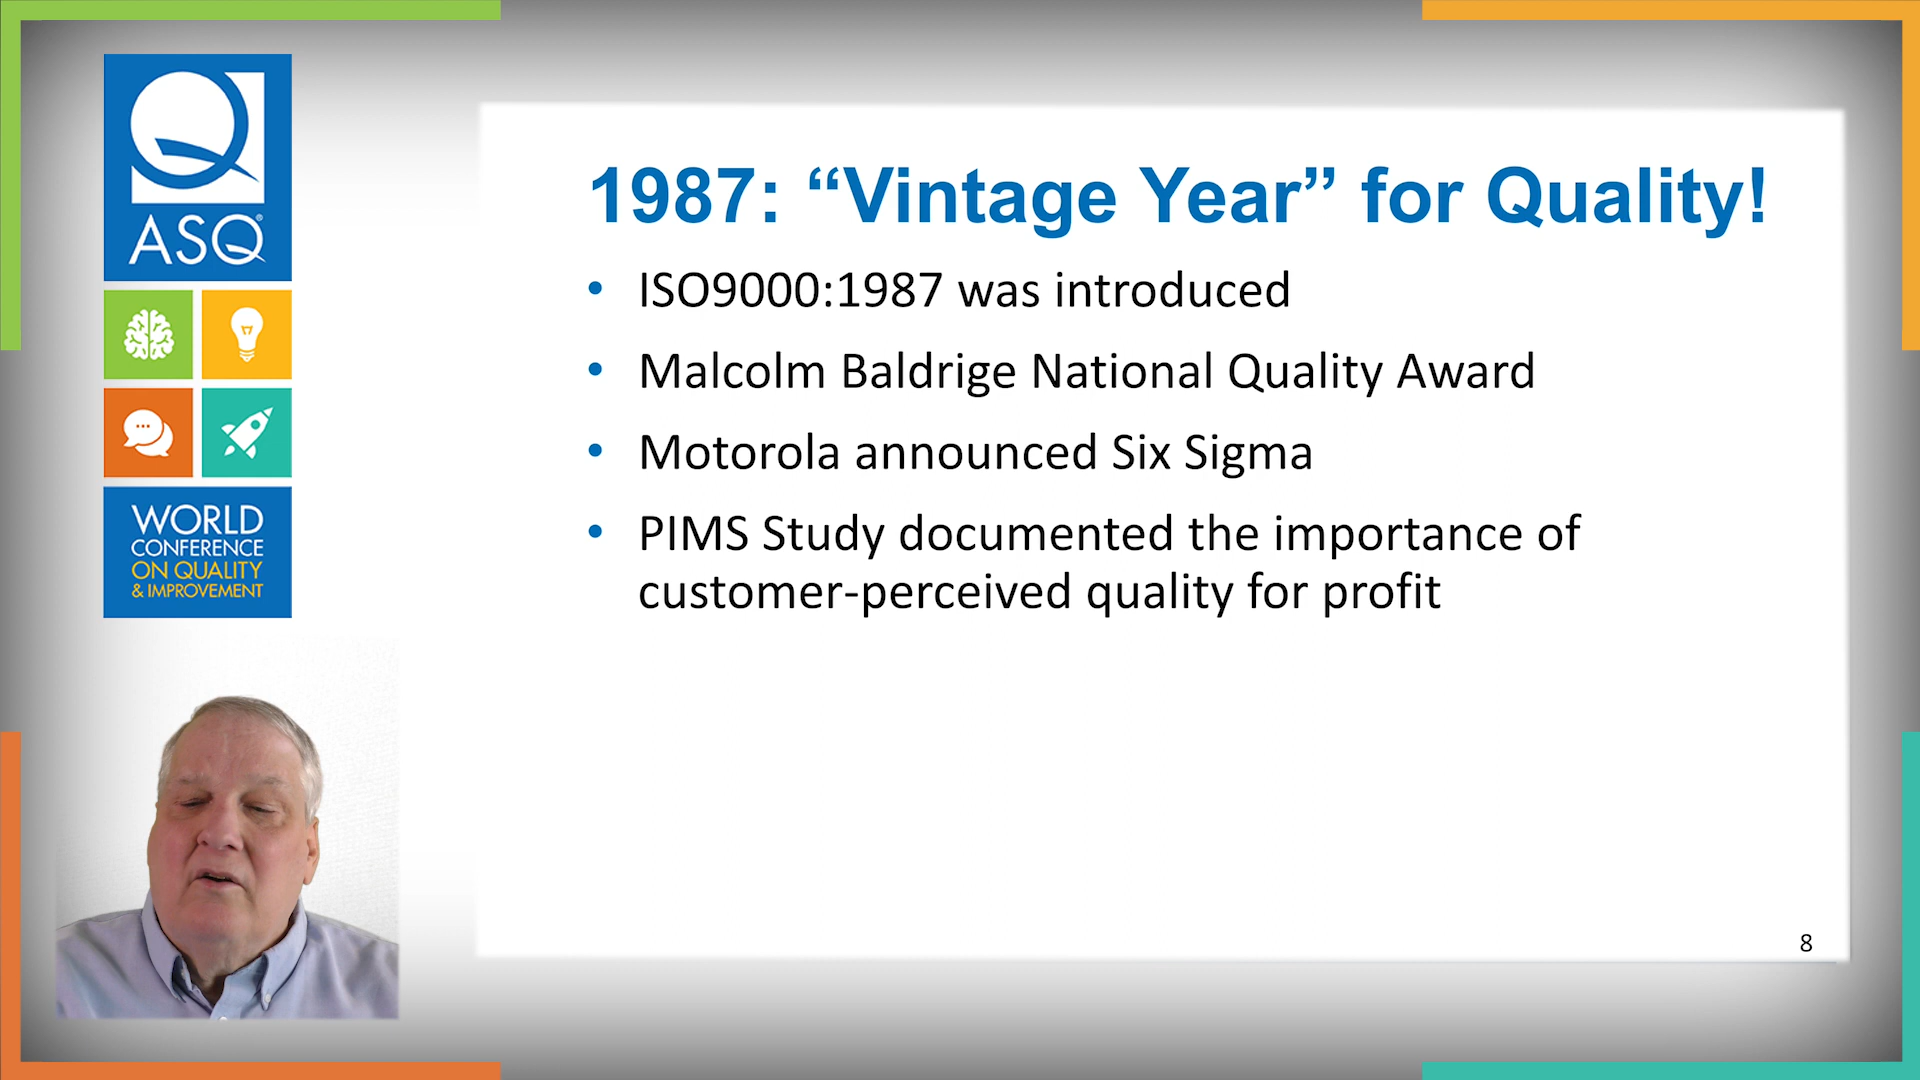 ASQ®
WORLD
CONFERENCE
ON QUALITY
& IMPROVEMENT
1987: “Vintage Year” for Quality!
• ISO9000:1987 was introduced
• Malcolm Baldrige National Quality Award
• Motorola announced Six Sigma
• PIMS Study documented the importance of
customer-perceived quality for profit
8